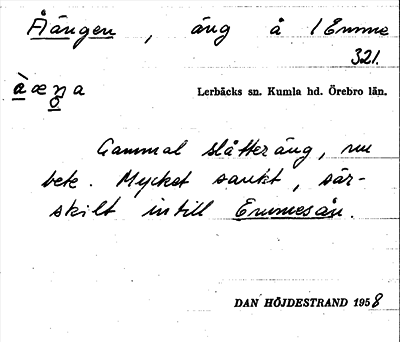 Åängen, äng å 1 Emme
321.
å̀æŋa
o
Lerbäcks sn. Kumla hd. Örebro län.
Gammal slåtteräng, nu
bete. Mycket sankt, sär-
skilt intill Emmesån.
DAN HÖJDESTRAND 1958